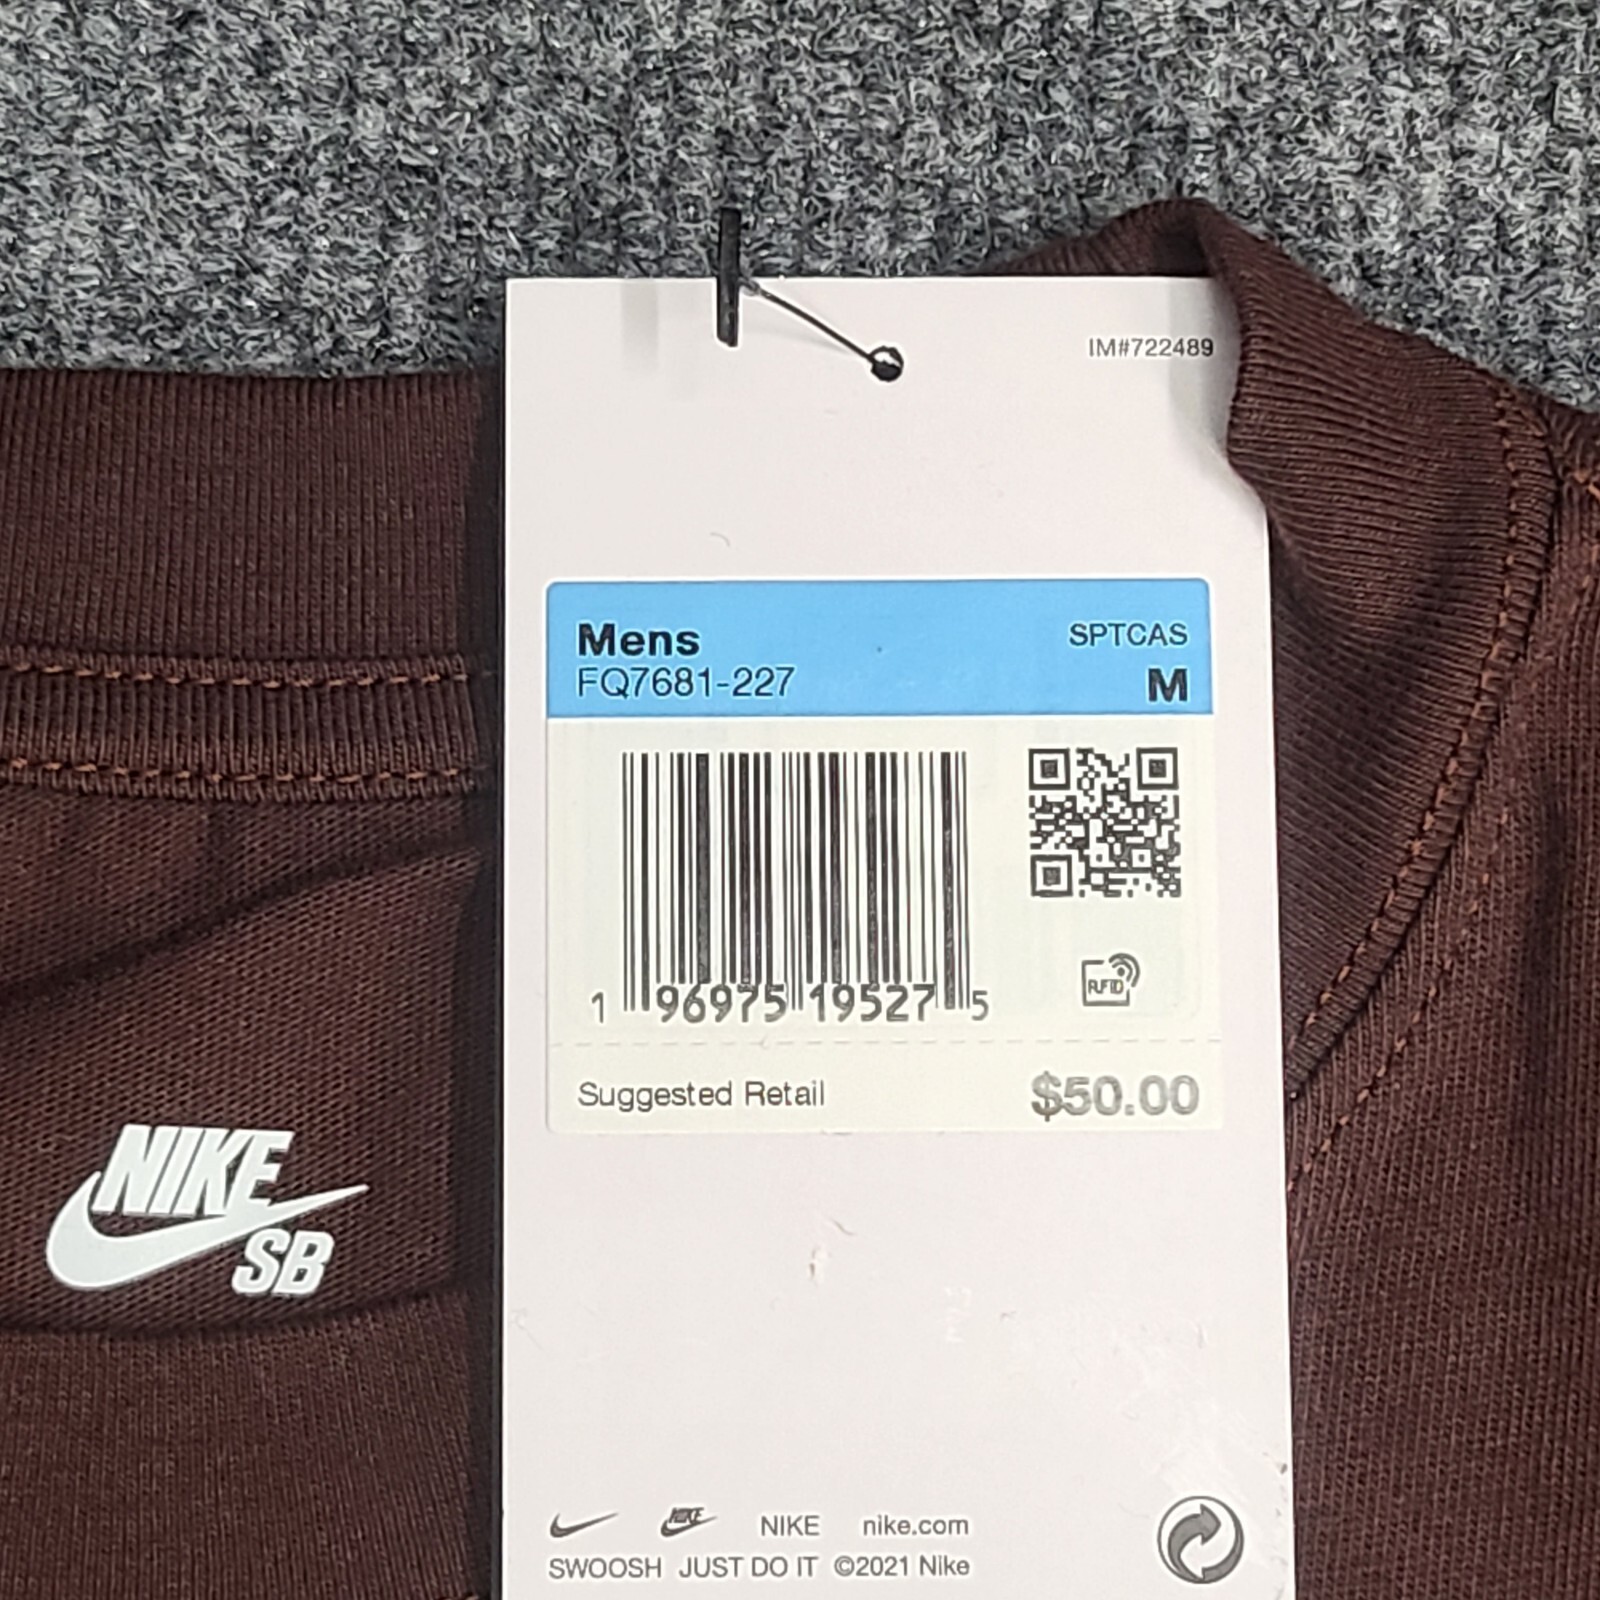 IM#722489
Mens
SPTCAS
FQ7681-227
M
1 96975 19527 5
RFID
Suggested Retail
$50.00
NIKE
SB
NIKE NIKE nike.com
SWOOSH JUST DO IT ©2021 Nike